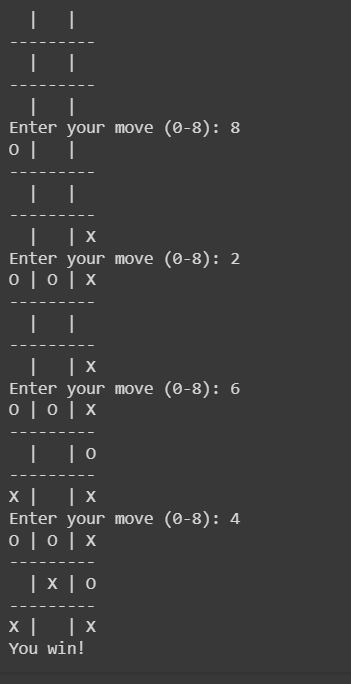 |   |
---------
  |   |
---------
  |   |
Enter your move (0-8): 8
O |   |
---------
  |   |
---------
  |   | X
Enter your move (0-8): 2
O | O | X
---------
  |   |
---------
  |   | X
Enter your move (0-8): 6
O | O | X
---------
  |   | O
---------
X |   | X
Enter your move (0-8): 4
O | O | X
---------
  | X | O
---------
X |   | X
You win!